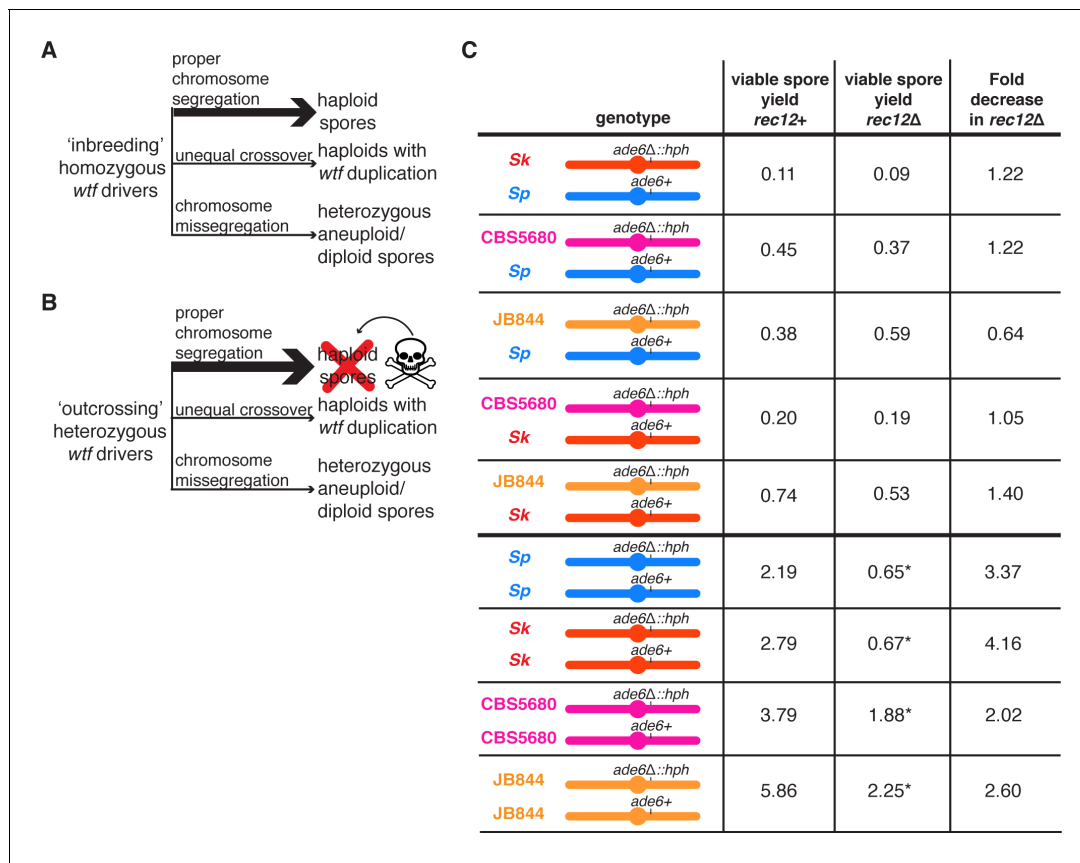 A
proper
chromosome
segregation
haploid
spores
'inbreeding'
homozygous
wtf drivers
unequal crossover
haploids with
wtf duplication
chromosome
missegregation
heterozygous
aneuploid/
diploid spores
B
proper
chromosome
segregation
haploid
spores
'outcrossing'
heterozygous
wtf drivers
unequal crossover
haploids with
wtf duplication
chromosome
missegregation
heterozygous
aneuploid/
diploid spores
C
genotype
viable spore
yield
rec12+
viable spore
yield
rec12Δ
Fold
decrease
in rec12Δ
Sk ade6Δ::hph
Sp ade6+
0.11 0.09 1.22
CBS5680 ade6Δ::hph
Sp ade6+
0.45 0.37 1.22
JB844 ade6Δ::hph
Sp ade6+
0.38 0.59 0.64
CBS5680 ade6Δ::hph
Sk ade6+
0.20 0.19 1.05
JB844 ade6Δ::hph
Sk ade6+
0.74 0.53 1.40
Sp ade6Δ::hph
Sp ade6+
2.19 0.65* 3.37
Sk ade6Δ::hph
Sk ade6+
2.79 0.67* 4.16
CBS5680 ade6Δ::hph
CBS5680 ade6+
3.79 1.88* 2.02
JB844 ade6Δ::hph
JB844 ade6+
5.86 2.25* 2.60